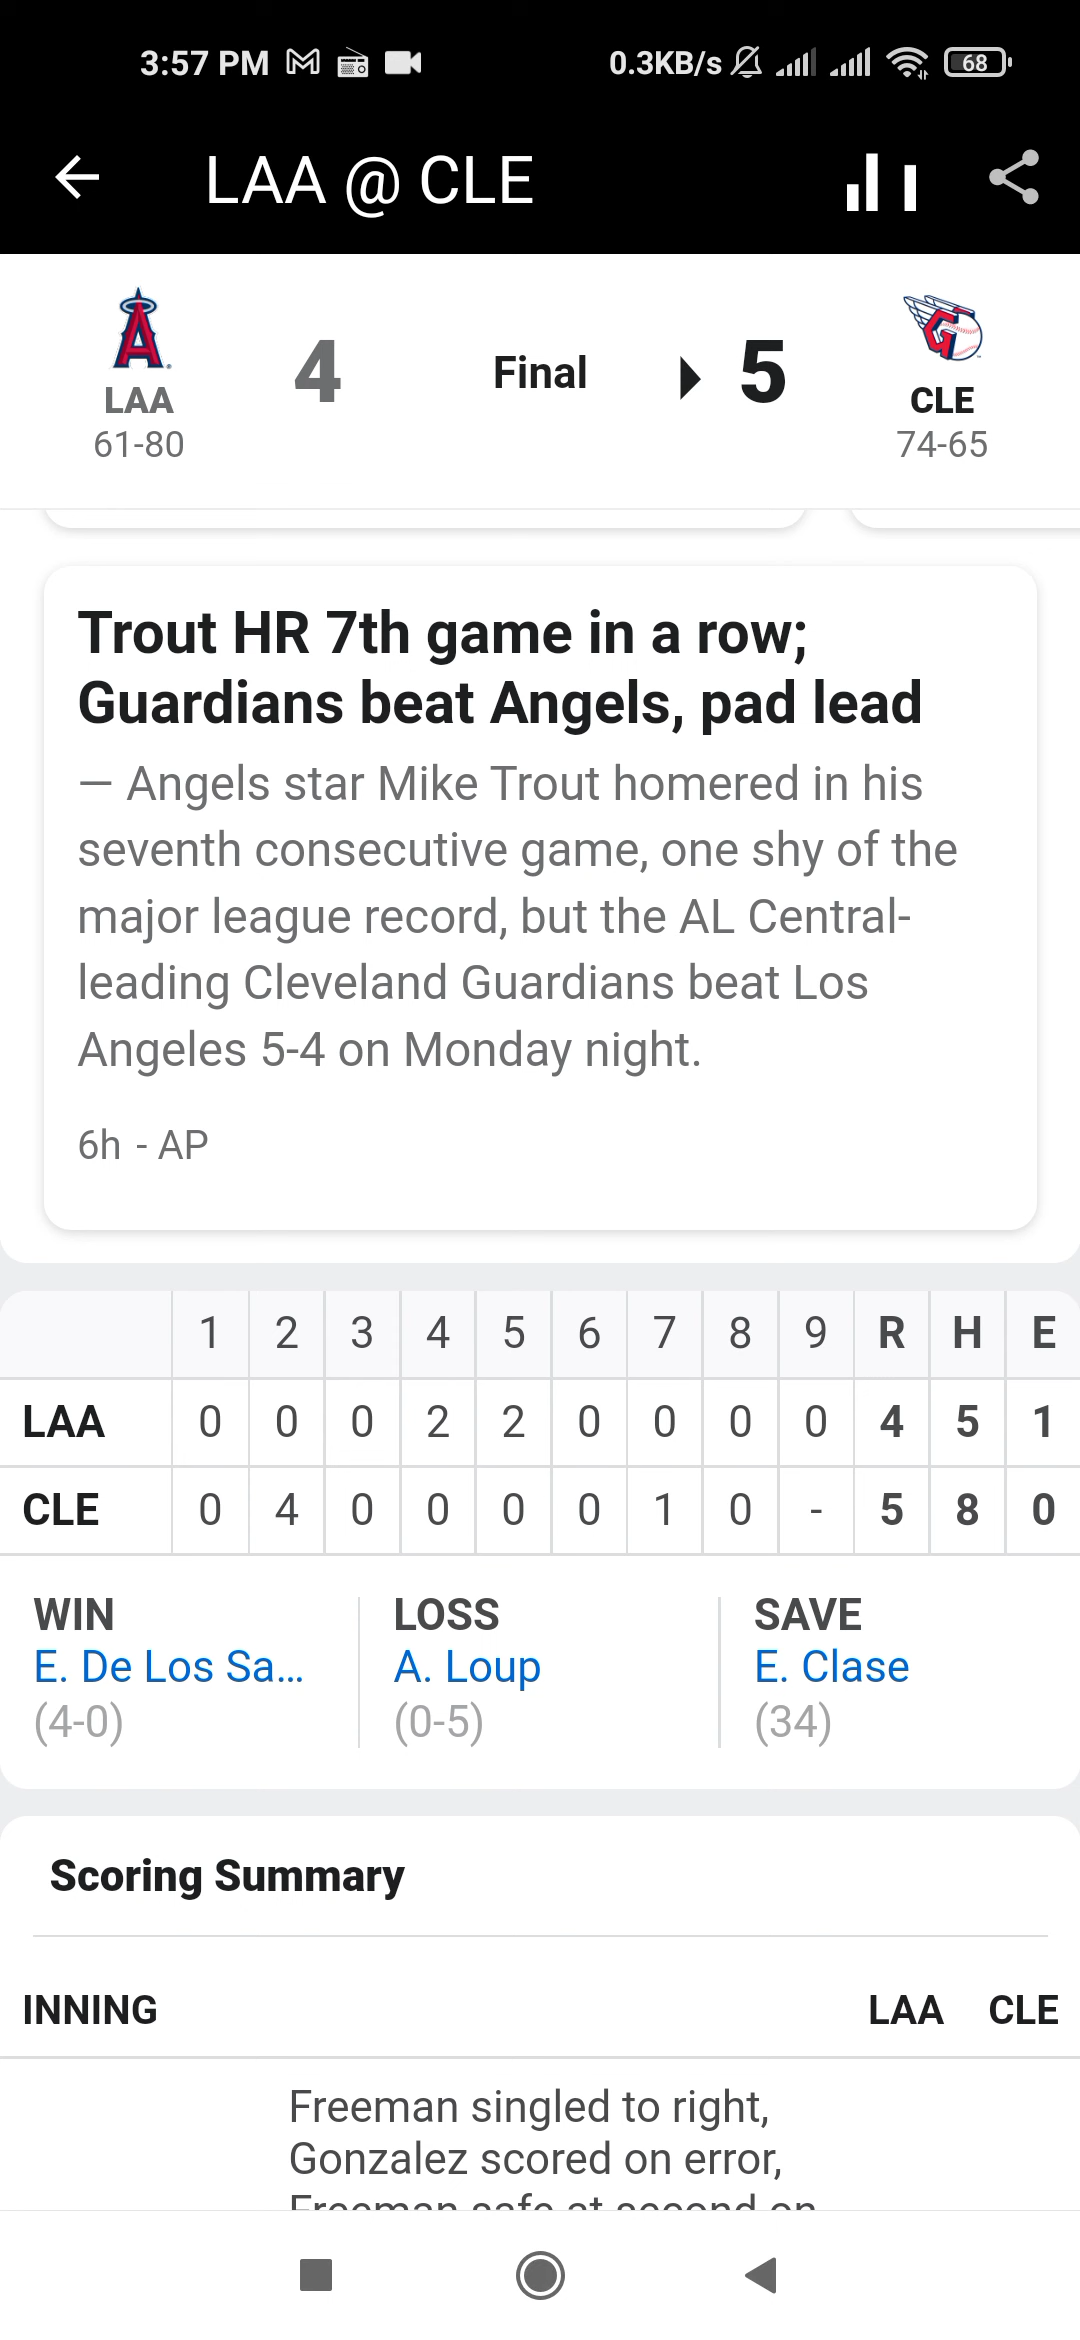 3:57 PM 0.3KB/s 68
LAA @ CLE
LAA 4 Final 5 CLE
61-80 74-65
Trout HR 7th game in a row;
Guardians beat Angels, pad lead
— Angels star Mike Trout homered in his
seventh consecutive game, one shy of the
major league record, but the AL Central-
leading Cleveland Guardians beat Los
Angeles 5-4 on Monday night.
6h - AP
1 2 3 4 5 6 7 8 9 R H E
LAA 0 0 0 2 2 0 0 0 0 4 5 1
CLE 0 4 0 0 0 0 1 0 - 5 8 0
WIN LOSS SAVE
E. De Los Sa... A. Loup E. Clase
(4-0) (0-5) (34)
Scoring Summary
INNING LAA CLE
Freeman singled to right,
Gonzalez scored on error,
Freeman safe at second on